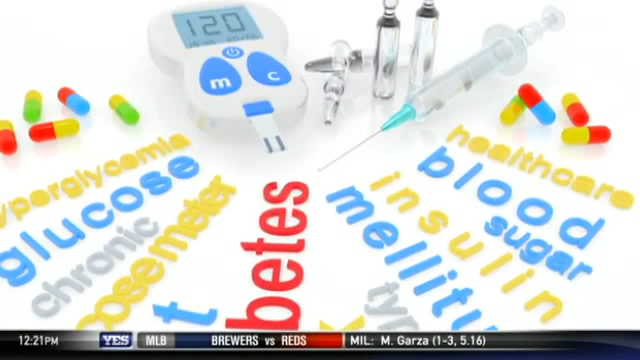 120
m
c
yperglycemia
glucose
chronic
cosemeter
t
betes
healthcare
blood
sugar
insulin
mellitu
typ
12:21PM YES MLB BREWERS vs REDS MIL: M. Garza (1-3, 5.16)